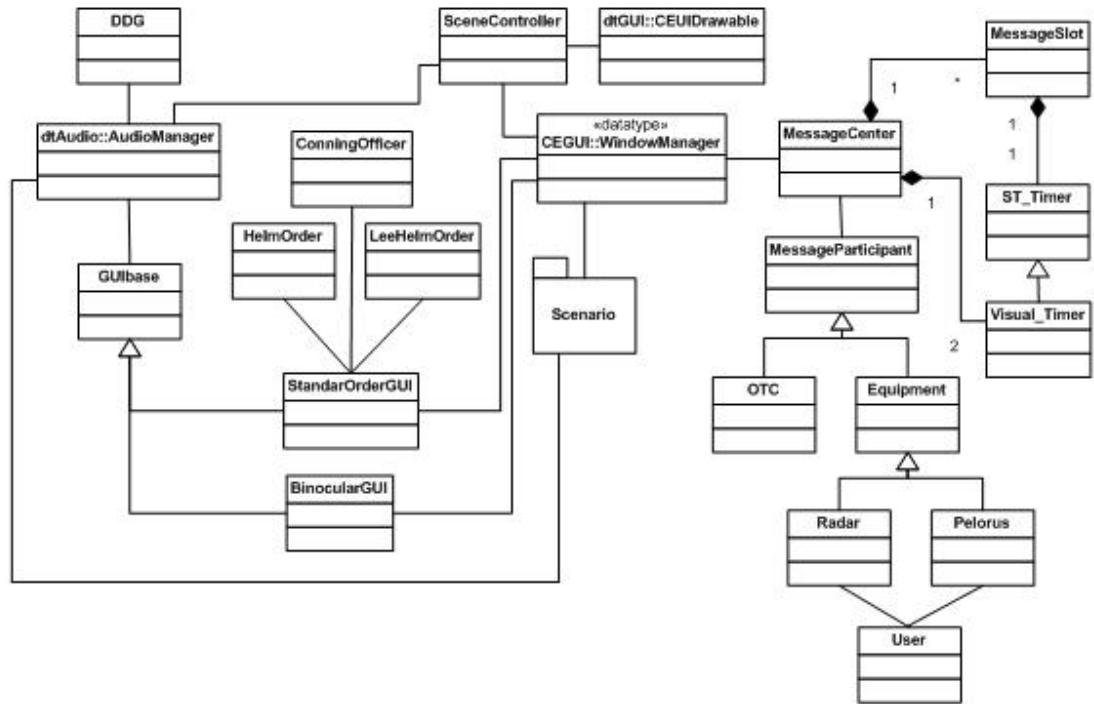 DDG
SceneController
dtGUI::CEUIDrawable
MessageSlot
dtAudio::AudioManager
ConningOfficer
«datatype»
CEGUI::WindowManager
MessageCenter
1
*
1
1
HelmOrder
LeeHelmOrder
GUIbase
MessageParticipant
1
ST_Timer
Scenario
Visual_Timer
2
StandarOrderGUI
OTC
Equipment
BinocularGUI
Radar
Pelorus
User